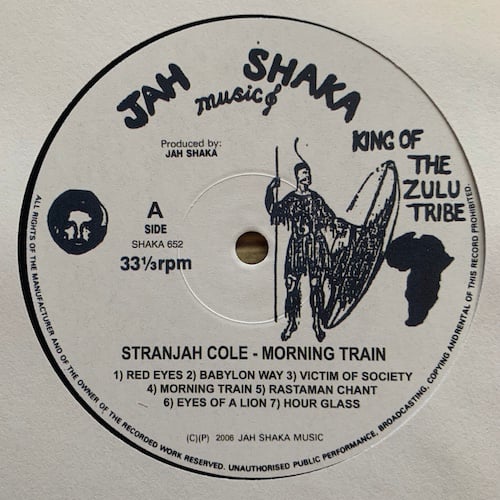 JAH SHAKA
music
KING OF
THE
ZULU
TRIBE
Produced by:
JAH SHAKA
A
SIDE
SHAKA 652
33⅓rpm
STRANJAH COLE - MORNING TRAIN
1) RED EYES 2) BABYLON WAY 3) VICTIM OF SOCIETY
4) MORNING TRAIN 5) RASTAMAN CHANT
6) EYES OF A LION 7) HOUR GLASS
(C)(P) 2006 JAH SHAKA MUSIC
ALL RIGHTS OF THE MANUFACTURER AND OF THE OWNER OF THE RECORDED WORK RESERVED. UNAUTHORISED PUBLIC PERFORMANCE, BROADCASTING, COPYING ANDRENTAL OF THIS RECORD PROHIBITED.